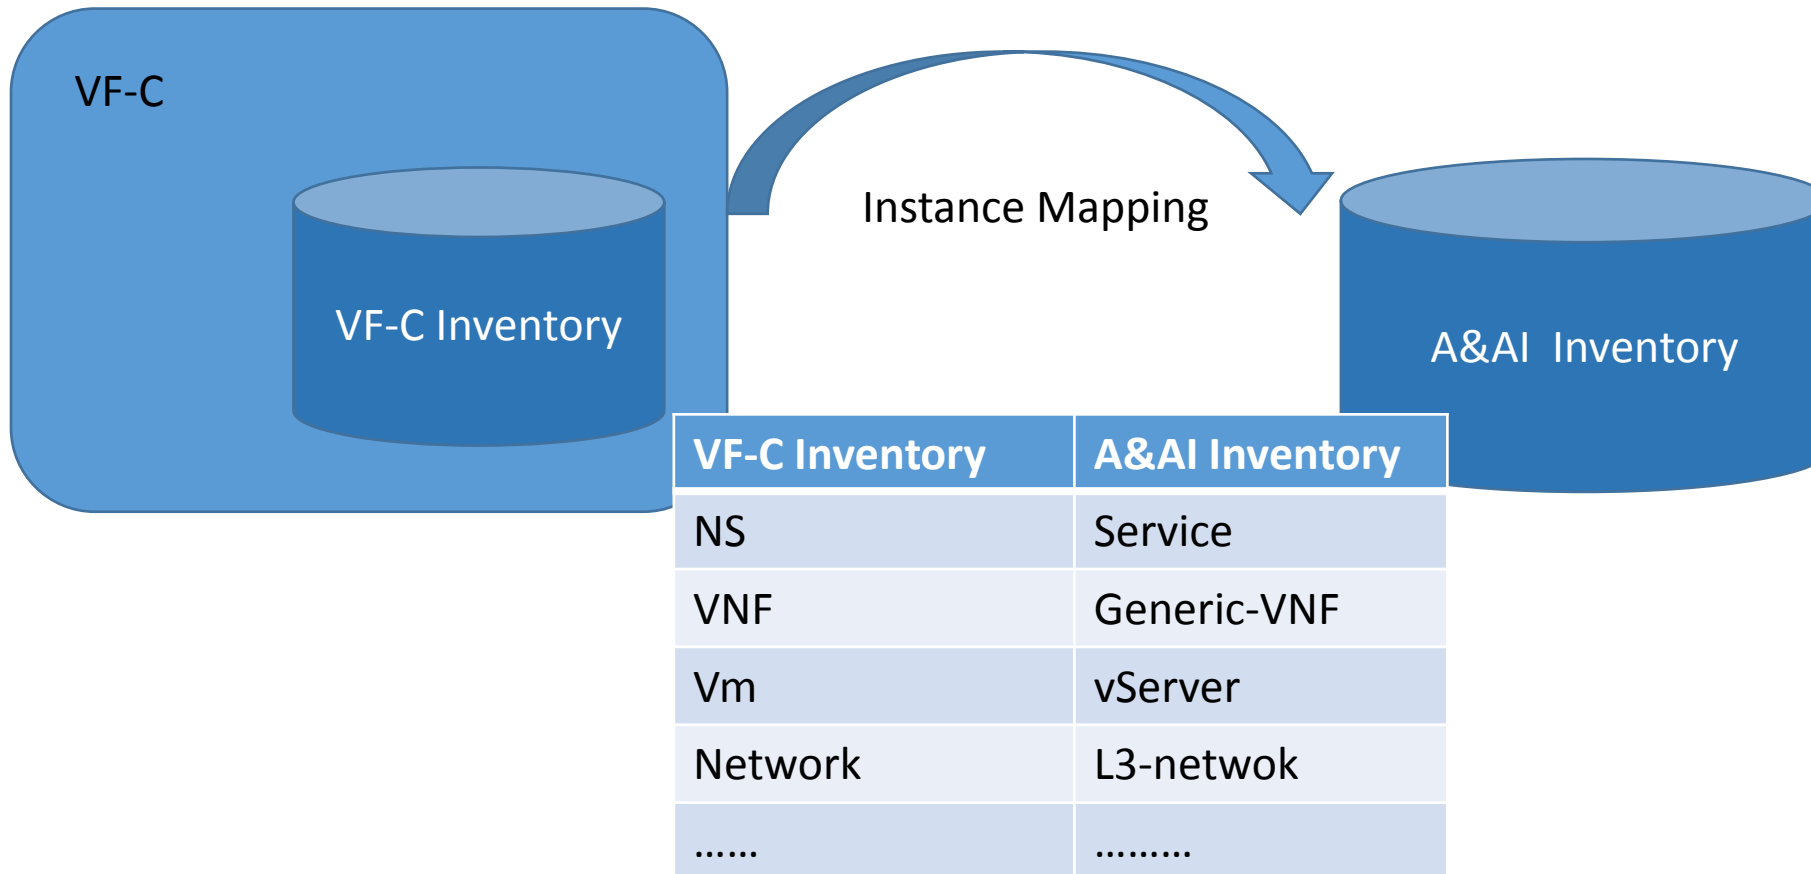 VF-C
Instance Mapping
VF-C Inventory
A&AI Inventory
VF-C Inventory A&AI Inventory
NS Service
VNF Generic-VNF
Vm vServer
Network L3-netwok
…… ………